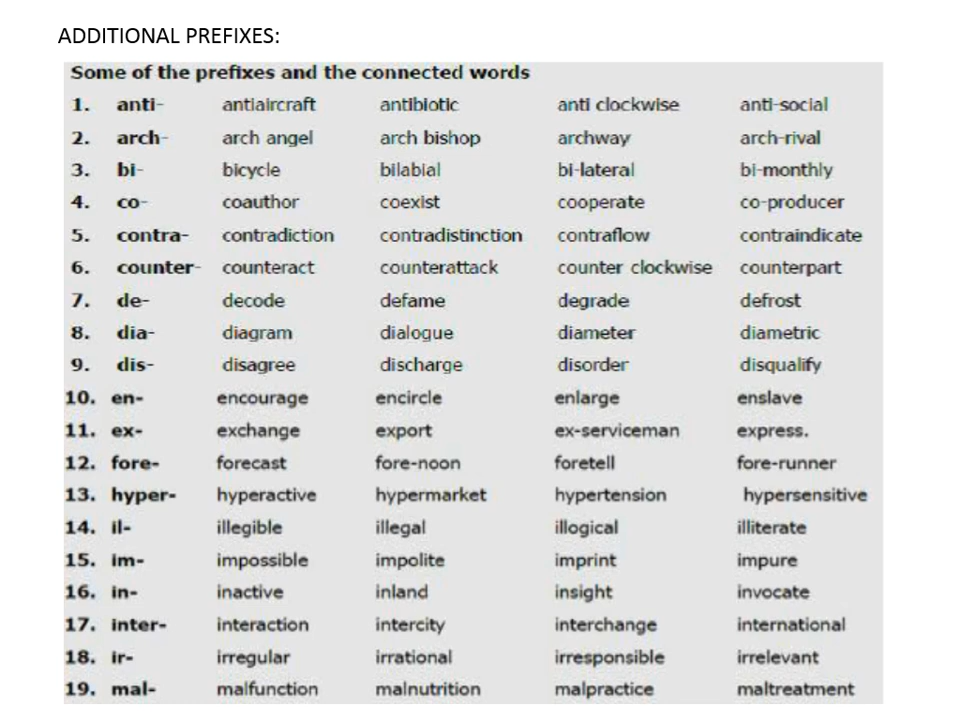 ADDITIONAL PREFIXES:
Some of the prefixes and the connected words
1. anti- antiaircraft antibiotic anti clockwise anti-social
2. arch- arch angel arch bishop archway arch-rival
3. bi- bicycle bilabial bi-lateral bi-monthly
4. co- coauthor coexist cooperate co-producer
5. contra- contradiction contradistinction contraflow contraindicate
6. counter- counteract counterattack counter clockwise counterpart
7. de- decode defame degrade defrost
8. dia- diagram dialogue diameter diametric
9. dis- disagree discharge disorder disqualify
10. en- encourage encircle enlarge enslave
11. ex- exchange export ex-serviceman express.
12. fore- forecast fore-noon foretell fore-runner
13. hyper- hyperactive hypermarket hypertension hypersensitive
14. il- illegible illegal illogical illiterate
15. im- impossible impolite imprint impure
16. in- inactive inland insight invocate
17. inter- interaction intercity interchange international
18. ir- irregular irrational irresponsible irrelevant
19. mal- malfunction malnutrition malpractice maltreatment